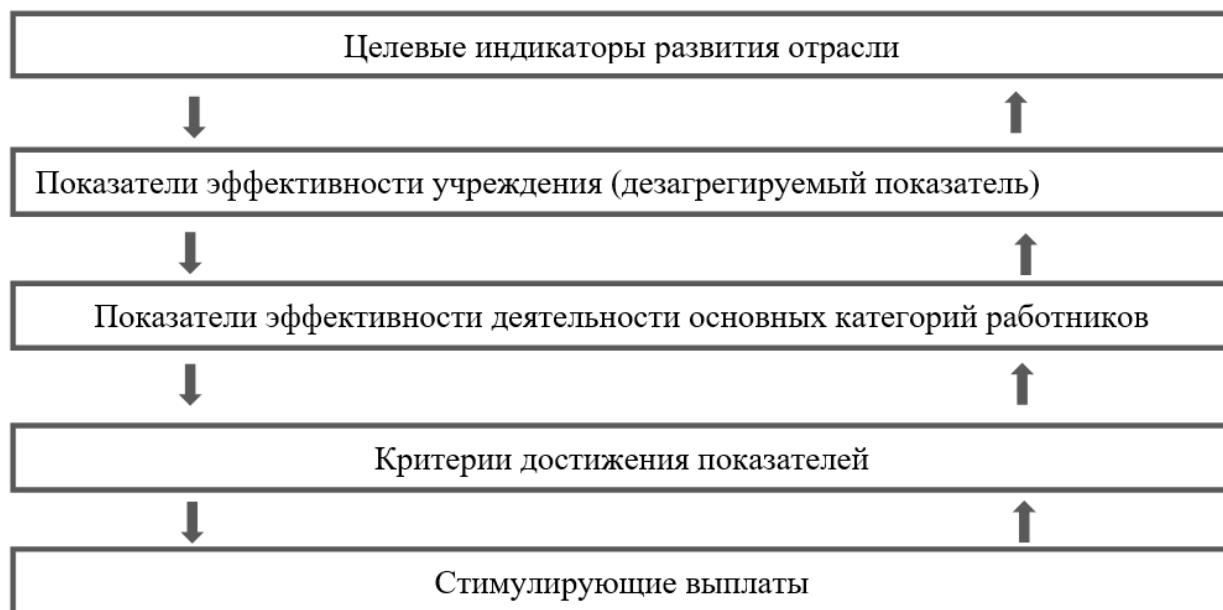 Целевые индикаторы развития отрасли
Показатели эффективности учреждения (дезагрегируемый показатель)
Показатели эффективности деятельности основных категорий работников
Критерии достижения показателей
Стимулирующие выплаты